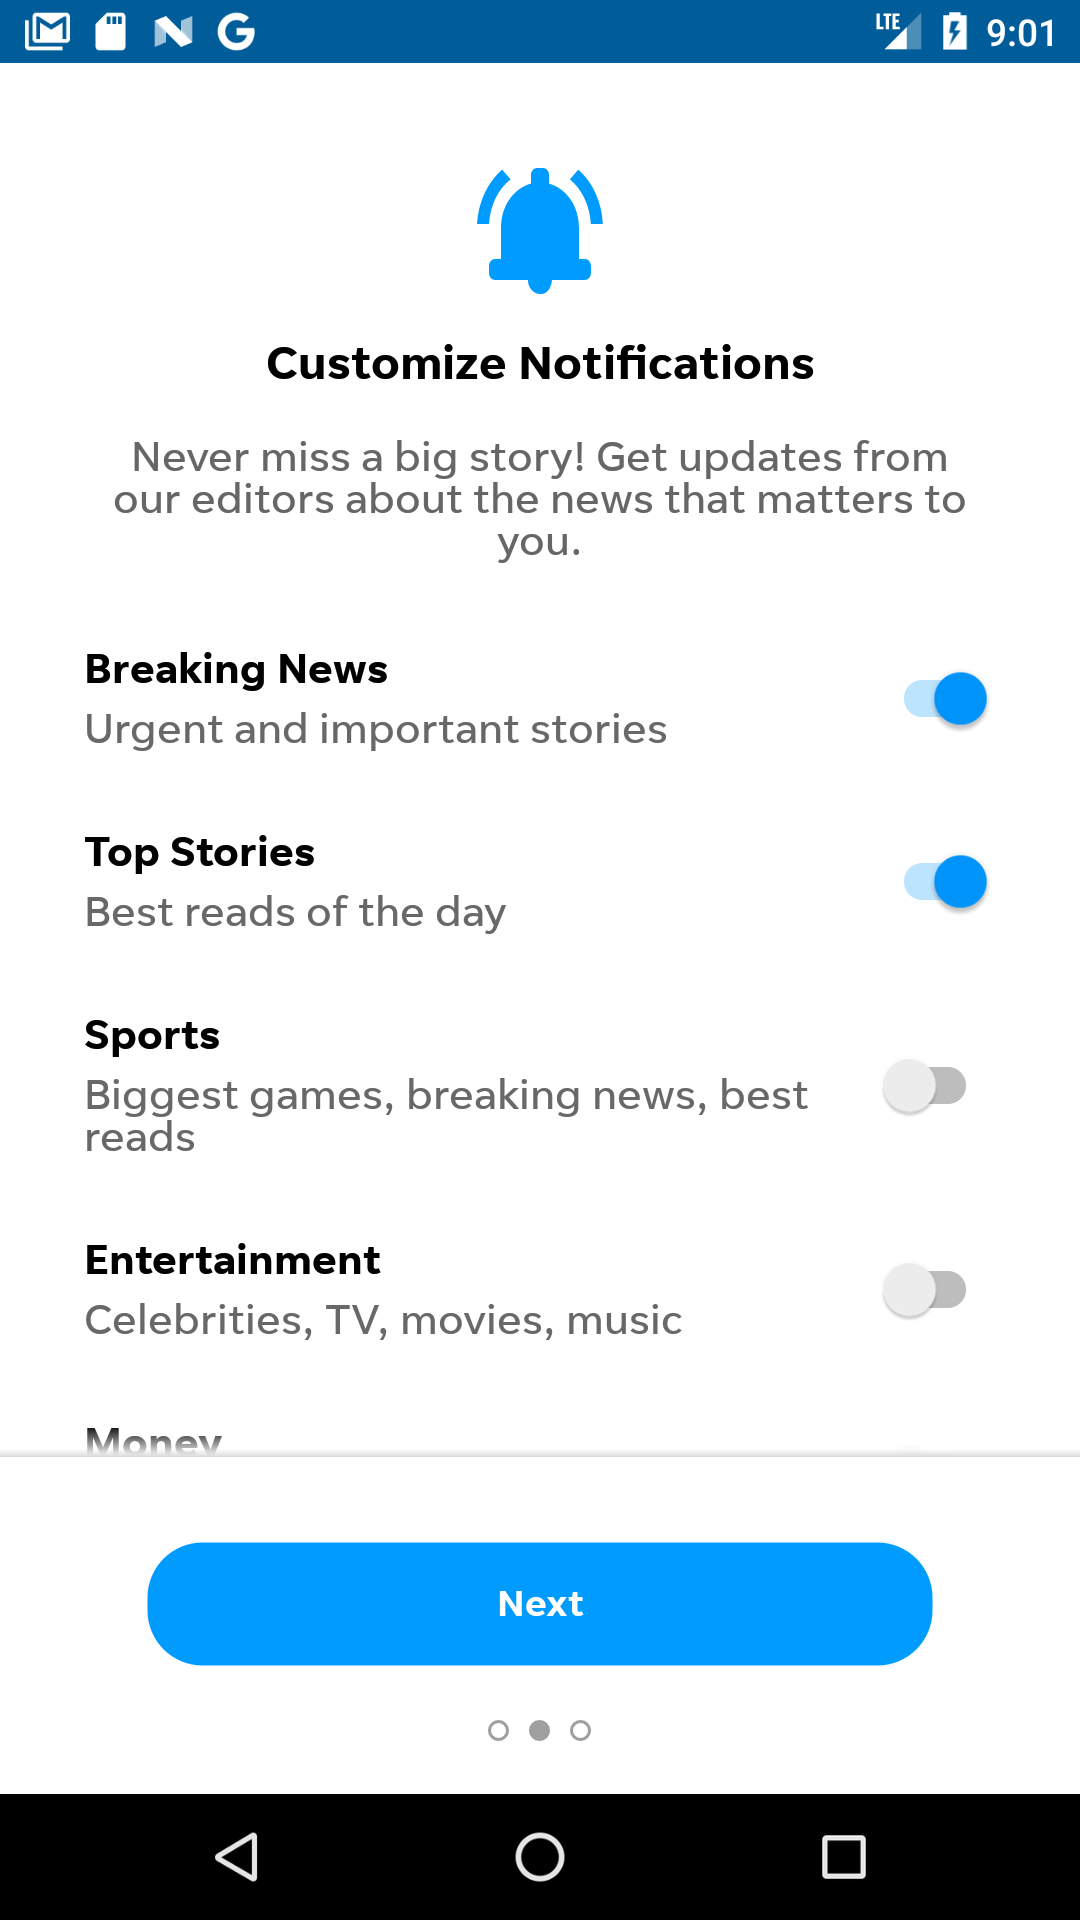 LTE 9:01
Customize Notifications
Never miss a big story! Get updates from
our editors about the news that matters to
you.
Breaking News
Urgent and important stories
Top Stories
Best reads of the day
Sports
Biggest games, breaking news, best
reads
Entertainment
Celebrities, TV, movies, music
Money
Next